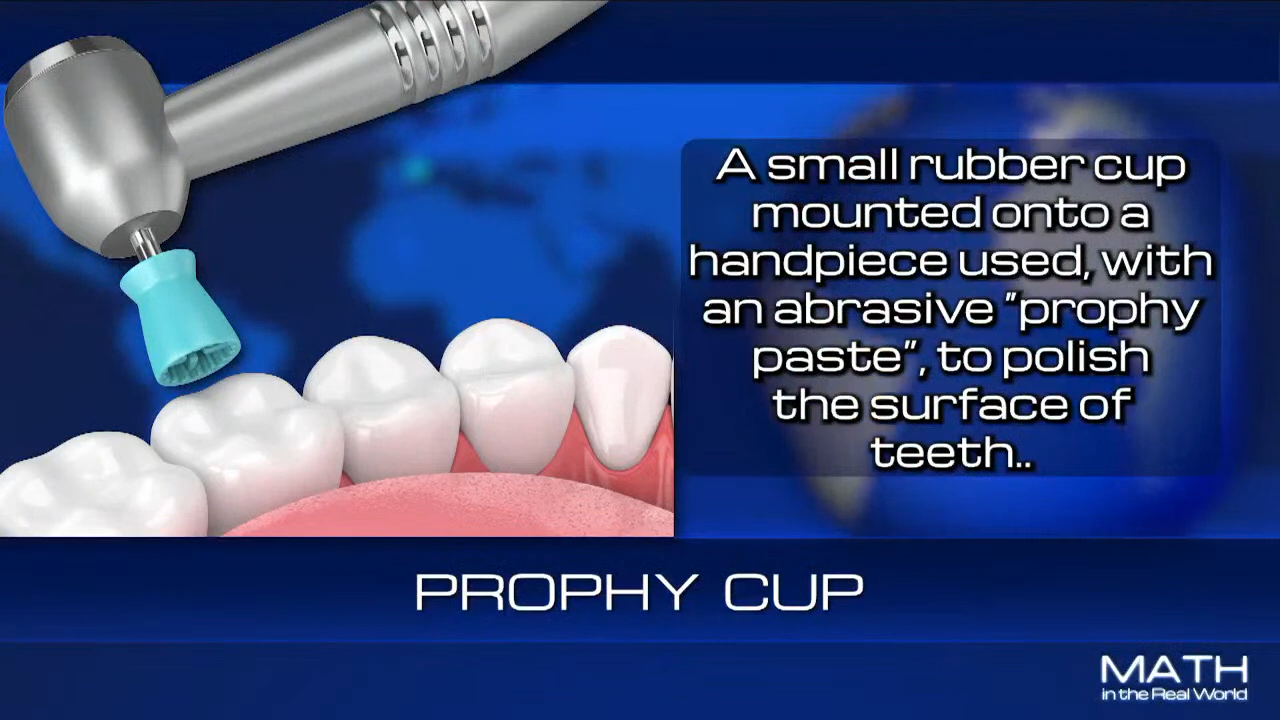 A small rubber cup
mounted onto a
handpiece used, with
an abrasive "prophy
paste", to polish
the surface of
teeth..
PROPHY CUP
MATH
in the Real World